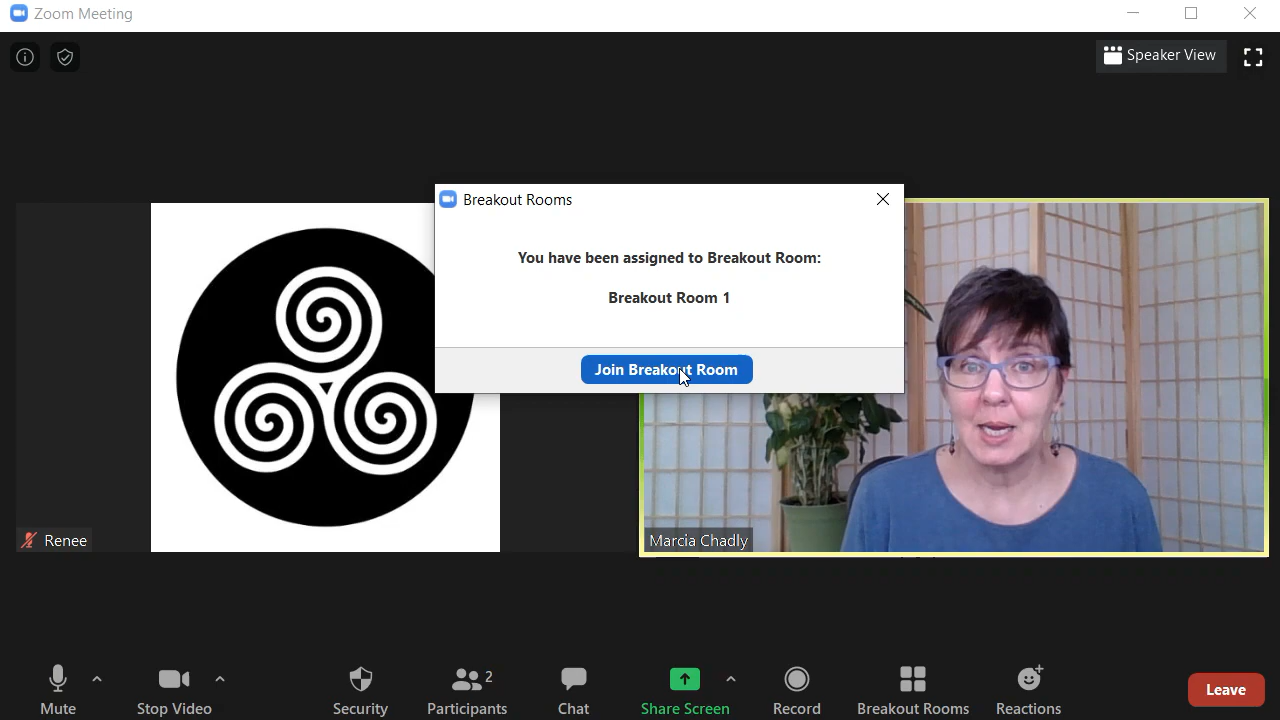 Zoom Meeting
Speaker View
Breakout Rooms
You have been assigned to Breakout Room:
Breakout Room 1
Join Breakout Room
Renee
Marcia Chadly
Mute
Stop Video
Security
2
Participants
Chat
Share Screen
Record
Breakout Rooms
Reactions
Leave